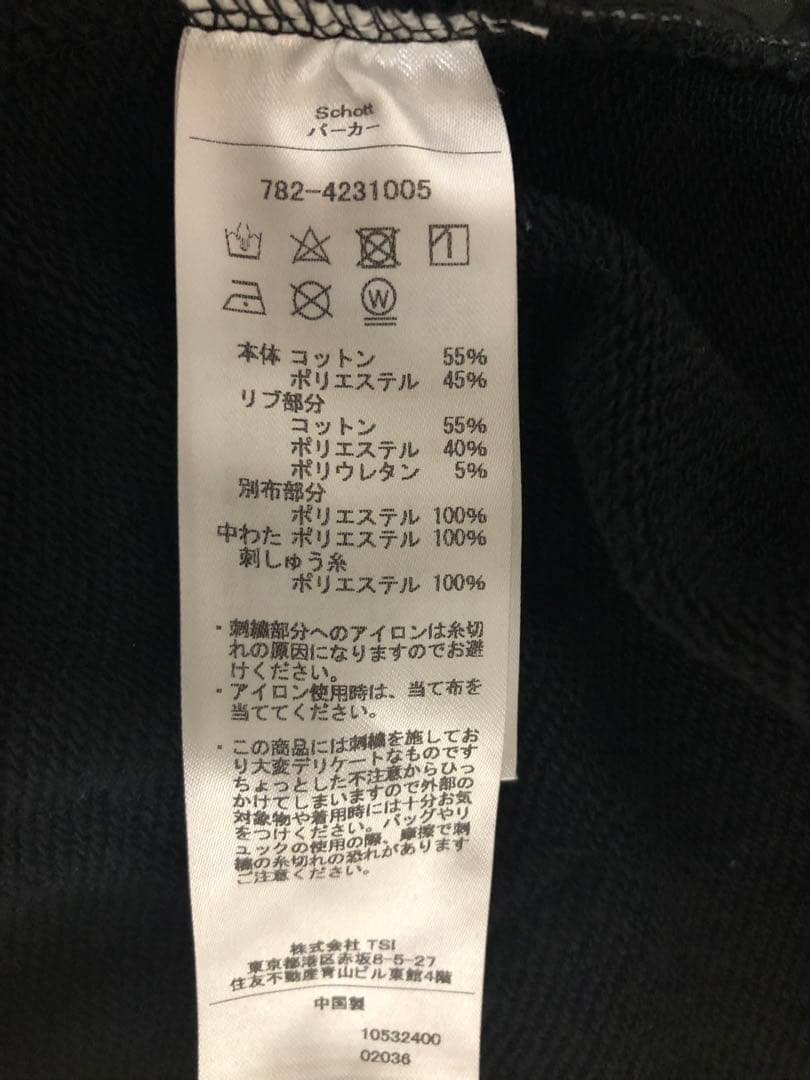 Schott
パーカー
782-4231005
W
本体 コットン 55%
ポリエステル 45%
リブ部分
コットン 55%
ポリエステル 40%
ポリウレタン 5%
別布部分
ポリエステル 100%
中わた ポリエステル 100%
刺しゅう糸
ポリエステル 100%
・刺繍部分へのアイロンは糸切
れの原因になりますのでお避
けください。
・アイロン使用時は、当て布を
当ててください。
・この商品には刺繍を施してお
り大変デリケートなものです
ちょっとした不注意からひっ
かけてしまいますので外部の
対象物や着用時には十分お気
をつけください。バッグやリ
ュックの使用の際、摩擦で刺
繍の糸切れの恐れがあります
ご注意ください。
株式会社 TSI
東京都港区赤坂8-5-27
住友不動産青山ビル東館4階
中国製
10532400
02036